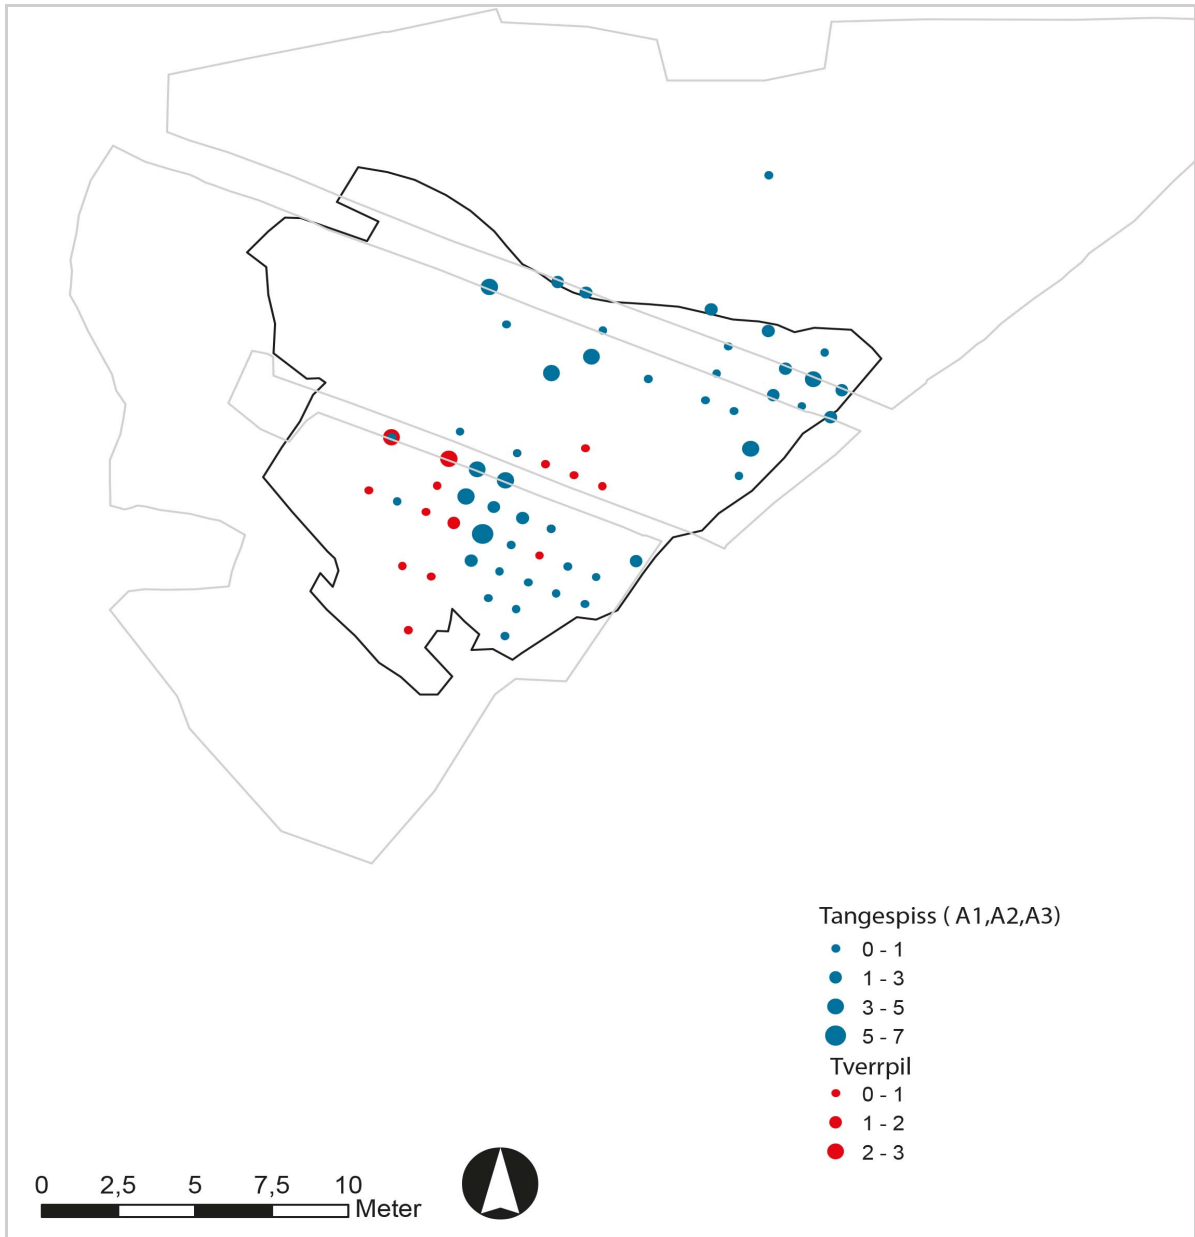 Tangespiss ( A1,A2,A3)
0 - 1
1 - 3
3 - 5
5 - 7
Tverrpil
0 - 1
1 - 2
2 - 3
0 2,5 5 7,5 10
Meter